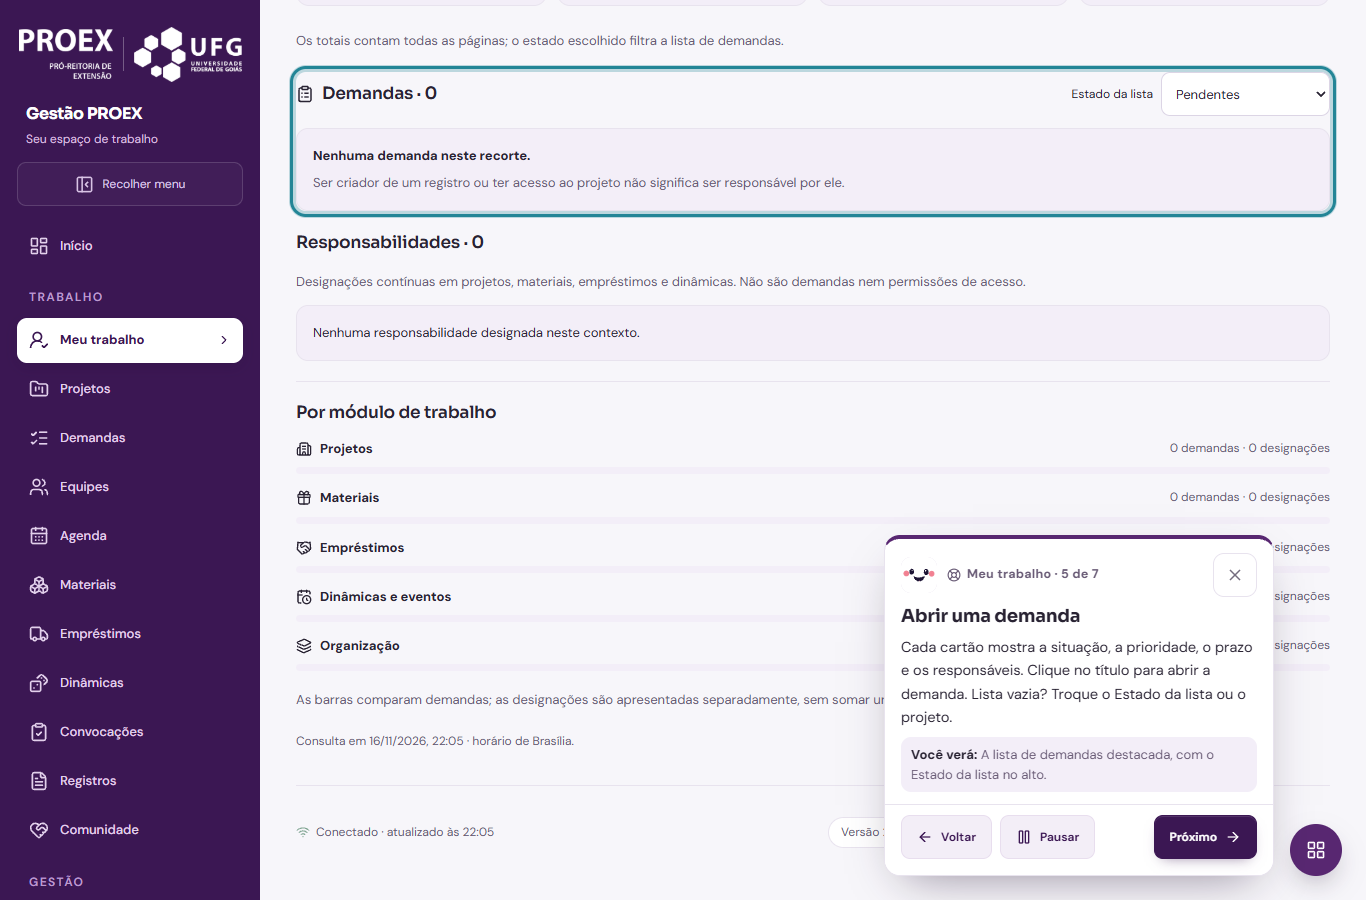 PROEX
PRÓ-REITORIA DE
EXTENSÃO
UFG
UNIVERSIDADE
FEDERAL DE GOIÁS
Gestão PROEX
Seu espaço de trabalho
Recolher menu
Início
TRABALHO
Meu trabalho
Projetos
Demandas
Equipes
Agenda
Materiais
Empréstimos
Dinâmicas
Convocações
Registros
Comunidade
GESTÃO
Os totais contam todas as páginas; o estado escolhido filtra a lista de demandas.
Demandas · 0
Estado da lista
Pendentes
Nenhuma demanda neste recorte.
Ser criador de um registro ou ter acesso ao projeto não significa ser responsável por ele.
Responsabilidades · 0
Designações contínuas em projetos, materiais, empréstimos e dinâmicas. Não são demandas nem permissões de acesso.
Nenhuma responsabilidade designada neste contexto.
Por módulo de trabalho
Projetos
0 demandas · 0 designações
Materiais
0 demandas · 0 designações
Empréstimos
signações
Dinâmicas e eventos
signações
Organização
signações
As barras comparam demandas; as designações são apresentadas separadamente, sem somar
Consulta em 16/11/2026, 22:05 · horário de Brasília.
Conectado · atualizado às 22:05
Versão
Meu trabalho · 5 de 7
Abrir uma demanda
Cada cartão mostra a situação, a prioridade, o prazo
e os responsáveis. Clique no título para abrir a
demanda. Lista vazia? Troque o Estado da lista ou o
projeto.
Você verá: A lista de demandas destacada, com o
Estado da lista no alto.
Voltar
Pausar
Próximo